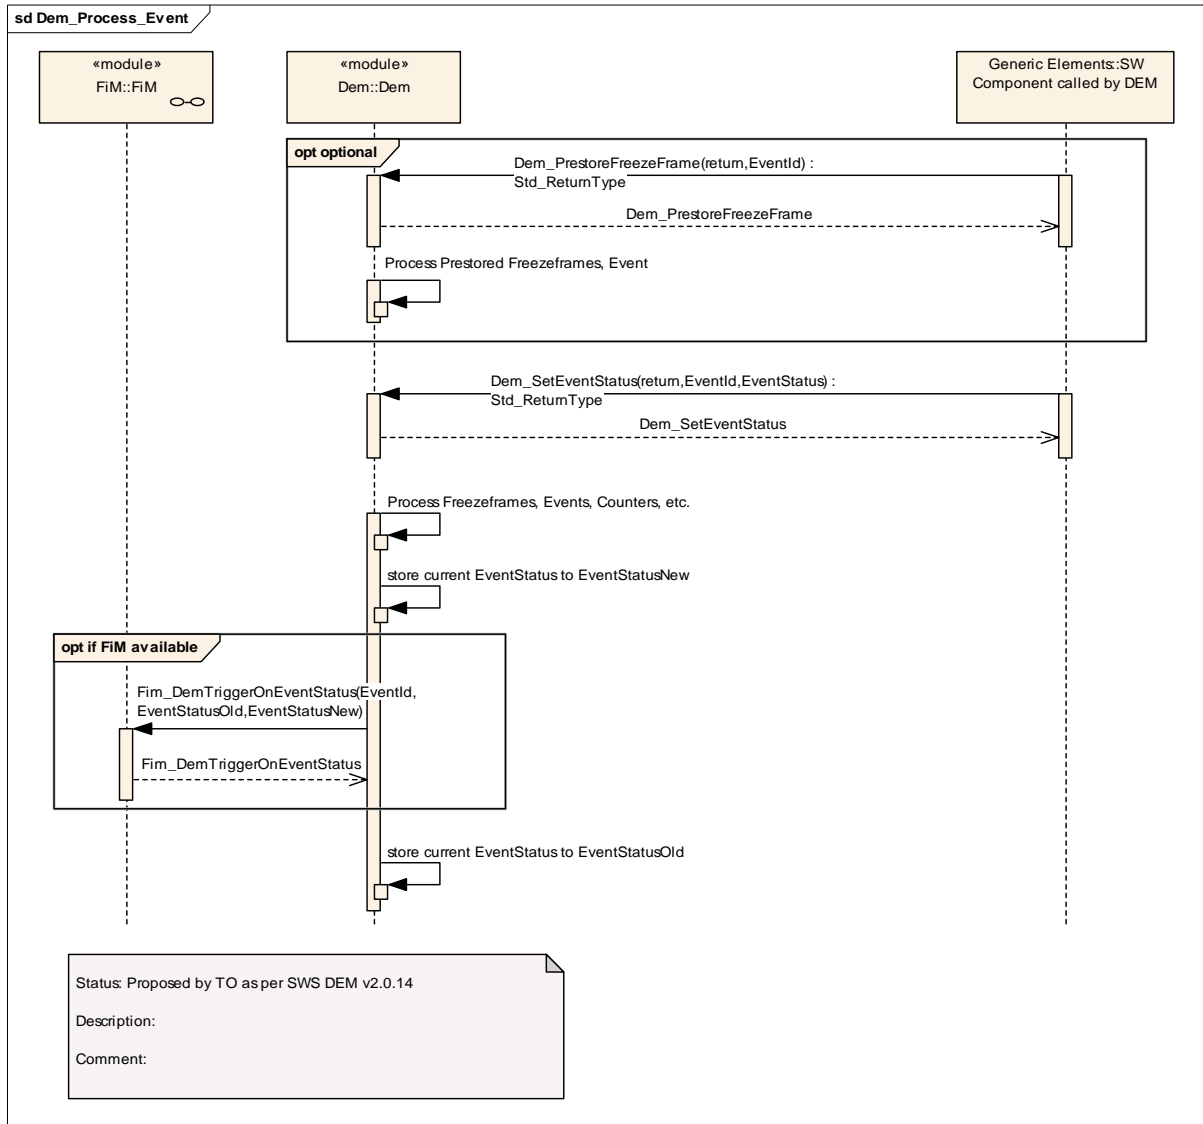 sd Dem_Process_Event
«module»
FiM::FiM
«module»
Dem::Dem
Generic Elements::SW
Component called by DEM
opt optional
Dem_PrestoreFreezeFrame(return,EventId) :
Std_ReturnType
Dem_PrestoreFreezeFrame
Process Prestored Freezeframes, Event
Dem_SetEventStatus(return,EventId,EventStatus) :
Std_ReturnType
Dem_SetEventStatus
Process Freezeframes, Events, Counters, etc.
store current EventStatus to EventStatusNew
opt if FiM available
Fim_DemTriggerOnEventStatus(EventId,
EventStatusOld,EventStatusNew)
Fim_DemTriggerOnEventStatus
store current EventStatus to EventStatusOld
Status: Proposed by TO as per SWS DEM v2.0.14
Description:
Comment: